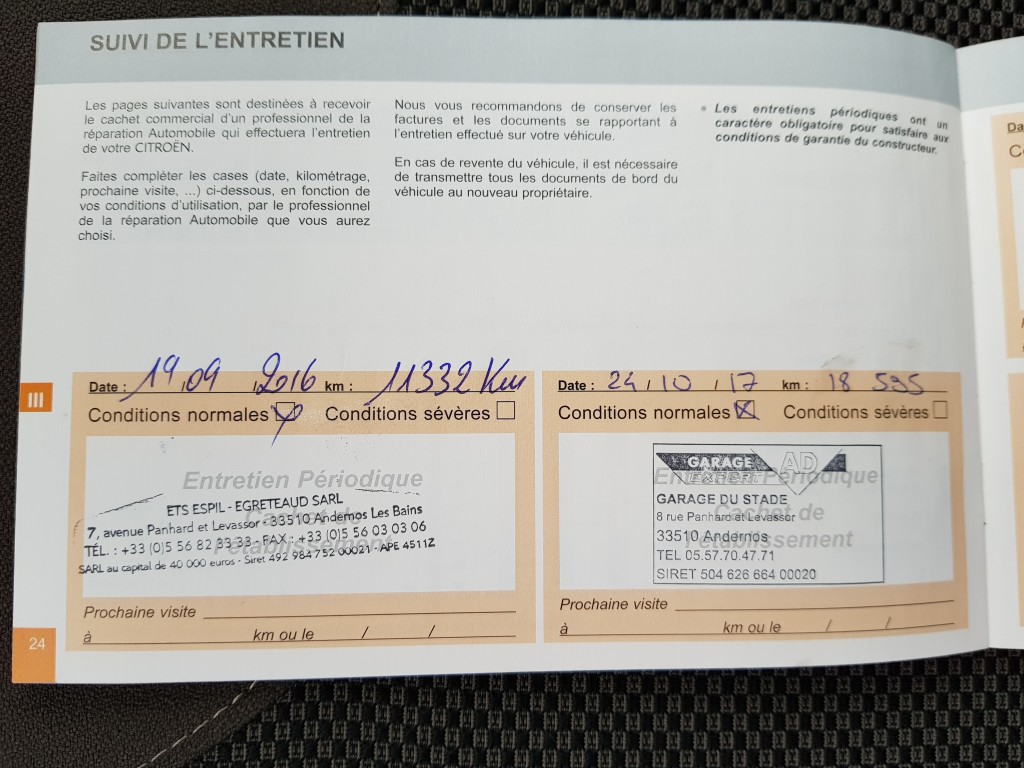 SUIVI DE L'ENTRETIEN
Les pages suivantes sont destinées à recevoir
le cachet commercial d'un professionnel de la
réparation Automobile qui effectuera l'entretien
de votre CITROËN.
Faites compléter les cases (date, kilométrage,
prochaine visite, ...) ci-dessous, en fonction de
vos conditions d'utilisation, par le professionnel
de la réparation Automobile que vous aurez
choisi.
Nous vous recommandons de conserver les
factures et les documents se rapportant à
l'entretien effectué sur votre véhicule.
En cas de revente du véhicule, il est nécessaire
de transmettre tous les documents de bord du
véhicule au nouveau propriétaire.
Les entretiens périodiques ont un
caractère obligatoire pour satisfaire aux
conditions de garantie du constructeur.
III
Date : 19/09/2016 km : 11332 Km
Conditions normales Conditions sévères
Entretien Périodique
Cachet de
l'établissement
ETS ESPIL - EGRETEAUD SARL
7, avenue Panhard et Levassor - 33510 Andernos Les Bains
TÉL. : +33 (0)5 56 82 33 33 - FAX : +33 (0)5 56 03 03 06
SARL au capital de 40 000 euros - Siret 492 984 752 00021 - APE 4511Z
Prochaine visite
à km ou le / /
Date : 24/10/17 km : 18 535
Conditions normales Conditions sévères
Entretien Périodique
Cachet de
l'établissement
GARAGE AD
EXPERT
GARAGE DU STADE
8 rue Panhard et Levassor
33510 Andernos
TEL 05.57.70.47.71
SIRET 504 626 664 00020
Prochaine visite
à km ou le / /
24
Da
C